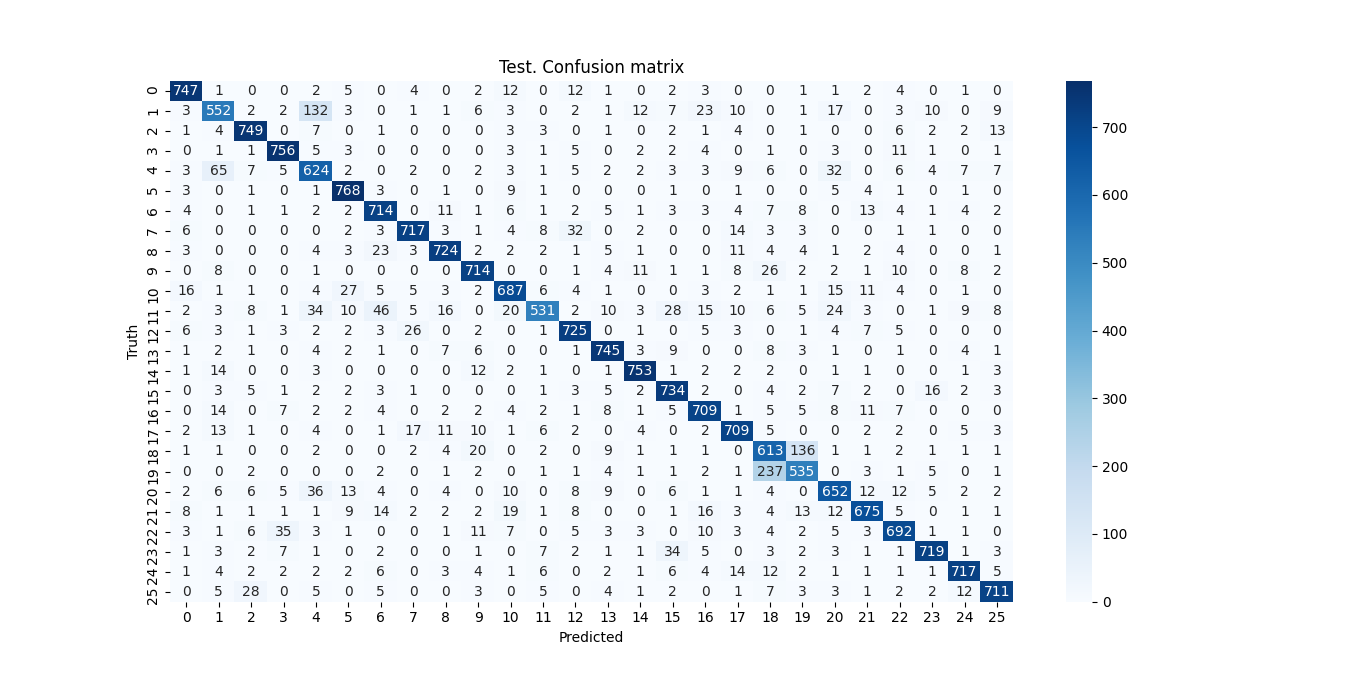 Test. Confusion matrix
0 747 1 0 0 2 5 0 4 0 2 12 0 12 1 0 2 3 0 0 1 1 2 4 0 1 0
1 3 552 2 2 132 3 0 1 1 6 3 0 2 1 12 7 23 10 0 1 17 0 3 10 0 9
2 1 4 749 0 7 0 1 0 0 0 3 3 0 1 0 2 1 4 0 1 0 0 6 2 2 13
3 0 1 1 756 5 3 0 0 0 0 3 1 5 0 2 2 4 0 1 0 3 0 11 1 0 1
4 3 65 7 5 624 2 0 2 0 2 3 1 5 2 2 3 3 9 6 0 32 0 6 4 7 7
5 3 0 1 0 1 768 3 0 1 0 9 1 0 0 0 1 0 1 0 0 5 4 1 0 1 0
6 4 0 1 1 2 2 714 0 11 1 6 1 2 5 1 3 3 4 7 8 0 13 4 1 4 2
7 6 0 0 0 0 2 3 717 3 1 4 8 32 0 2 0 0 14 3 3 0 0 1 1 0 0
8 3 0 0 0 4 3 23 3 724 2 2 2 1 5 1 0 0 11 4 4 1 2 4 0 0 1
9 0 8 0 0 1 0 0 0 0 714 0 0 1 4 11 1 1 8 26 2 2 1 10 0 8 2
10 16 1 1 0 4 27 5 5 3 2 687 6 4 1 0 0 3 2 1 1 15 11 4 0 1 0
11 2 3 8 1 34 10 46 5 16 0 20 531 2 10 3 28 15 10 6 5 24 3 0 1 9 8
12 6 3 1 3 2 2 3 26 0 2 0 1 725 0 1 0 5 3 0 1 4 7 5 0 0 0
13 1 2 1 0 4 2 1 0 7 6 0 0 1 745 3 9 0 0 8 3 1 0 1 0 4 1
14 1 14 0 0 3 0 0 0 0 12 2 1 0 1 753 1 2 2 2 0 1 1 0 0 1 3
15 0 3 5 1 2 2 3 1 0 0 0 1 3 5 2 734 2 0 4 2 7 2 0 16 2 3
16 0 14 0 7 2 2 4 0 2 2 4 2 1 8 1 5 709 1 5 5 8 11 7 0 0 0
17 2 13 1 0 4 0 1 17 11 10 1 6 2 0 4 0 2 709 5 0 0 2 2 0 5 3
18 1 1 0 2 0 0 0 2 4 20 0 2 0 9 1 1 1 0 613 136 1 1 2 1 1 1
19 0 0 2 0 0 0 2 0 0 2 0 1 1 4 1 1 2 1 237 535 0 3 1 5 0 1
20 2 6 6 5 36 13 4 0 4 0 10 0 8 9 0 6 1 1 4 0 652 12 12 5 2 2
21 8 1 1 1 1 9 14 2 2 2 19 1 8 0 0 1 16 3 4 13 12 675 5 0 1 1
22 3 1 6 35 3 1 0 0 1 11 7 0 5 3 3 0 10 3 4 2 5 3 692 1 1 0
23 1 3 2 7 1 0 2 0 0 1 0 7 2 1 1 34 5 0 3 2 3 1 1 719 1 3
24 1 4 2 2 2 2 6 0 3 4 1 6 0 2 1 6 4 14 12 2 1 1 1 1 717 5
25 0 5 28 0 5 0 5 0 0 3 0 5 0 4 1 2 0 1 7 3 3 1 2 2 12 711
0 1 2 3 4 5 6 7 8 9 10 11 12 13 14 15 16 17 18 19 20 21 22 23 24 25
Predicted
Truth
700
600
500
400
300
200
100
0